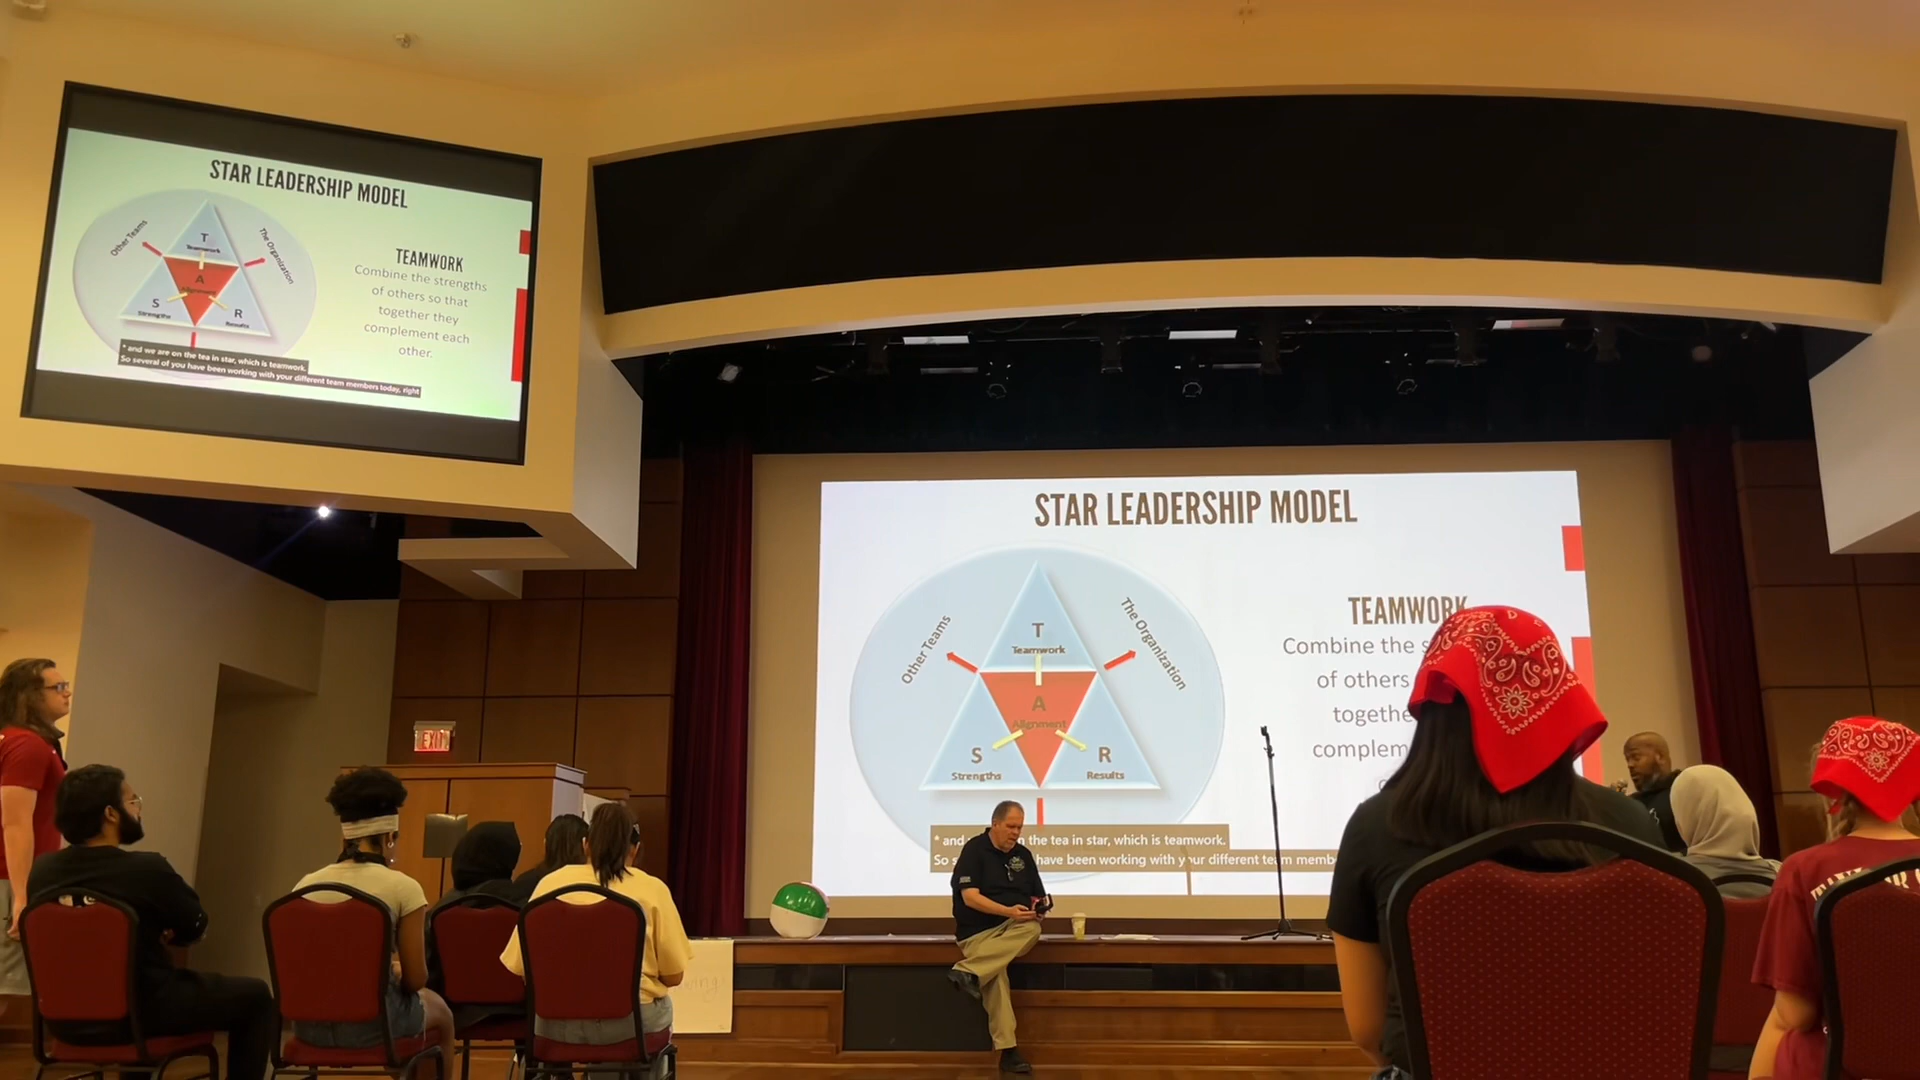 STAR LEADERSHIP MODEL
Other Teams
The Organization
T
Teamwork
A
Alignment
S
Strengths
R
Results
TEAMWORK
Combine the strengths
of others so that
together they
complement each
other.
* and we are on the tea in star, which is teamwork.
So several of you have been working with your different team members today, right
STAR LEADERSHIP MODEL
Other Teams
The Organization
T
Teamwork
A
Alignment
S
Strengths
R
Results
TEAMWORK
Combine the s
of others
togethe
complem
* and on the tea in star, which is teamwork.
So s have been working with your different team memb
EXIT